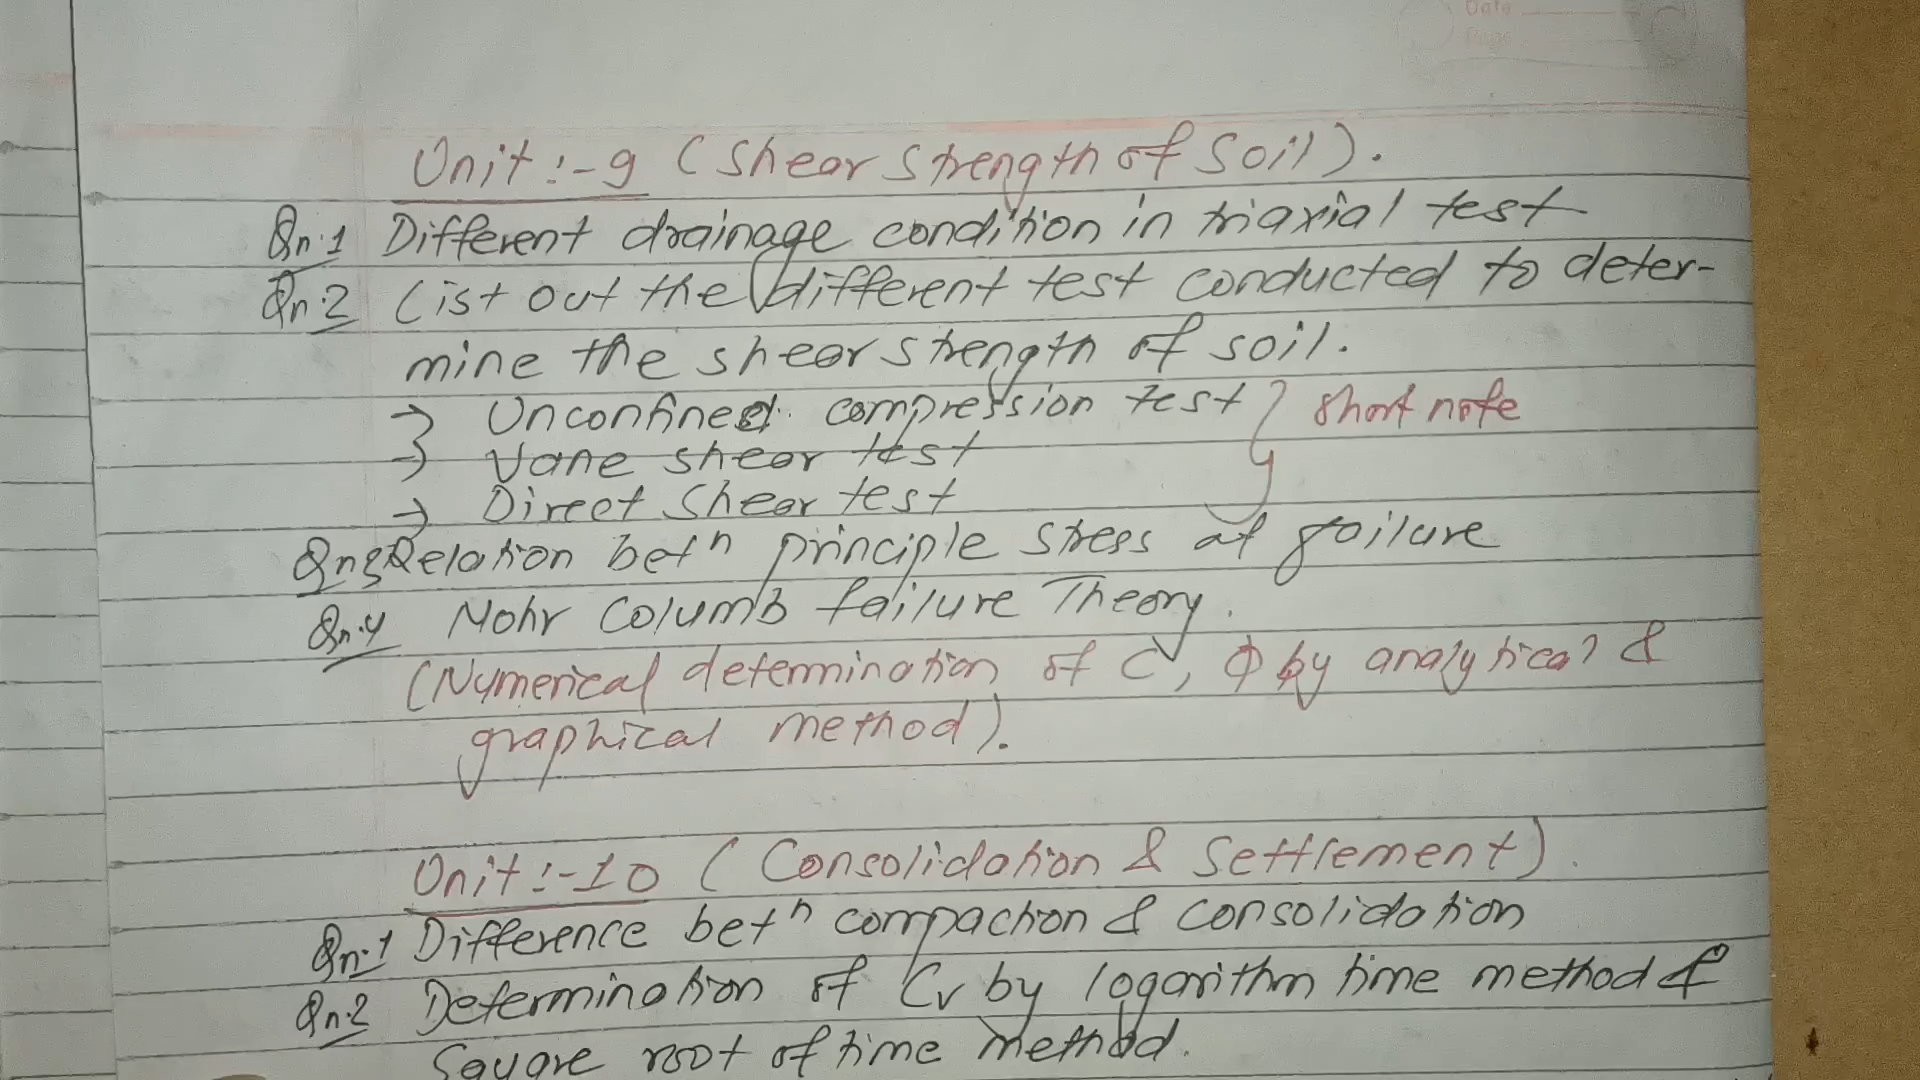 Date
Page
Unit :- 9 (Shear Strength of Soil).
Qn.1 Different drainage condition in triaxial test
Qn.2 List out the different test conducted to deter-
mine the shear strength of soil.
→ Unconfined compression test } short note
→ Vane shear test
→ Direct shear test
Qn3 Relation betⁿ principle stress at failure
Qn.4 Mohr Columb failure Theory.
(Numerical determination of C, Φ by analytical &
graphical method).
Unit :- 10 (Consolidation & Settlement).
Qn.1 Difference betⁿ compaction & consolidation
Qn.2 Determination of Cv by logarithm time method &
Square root of time method.